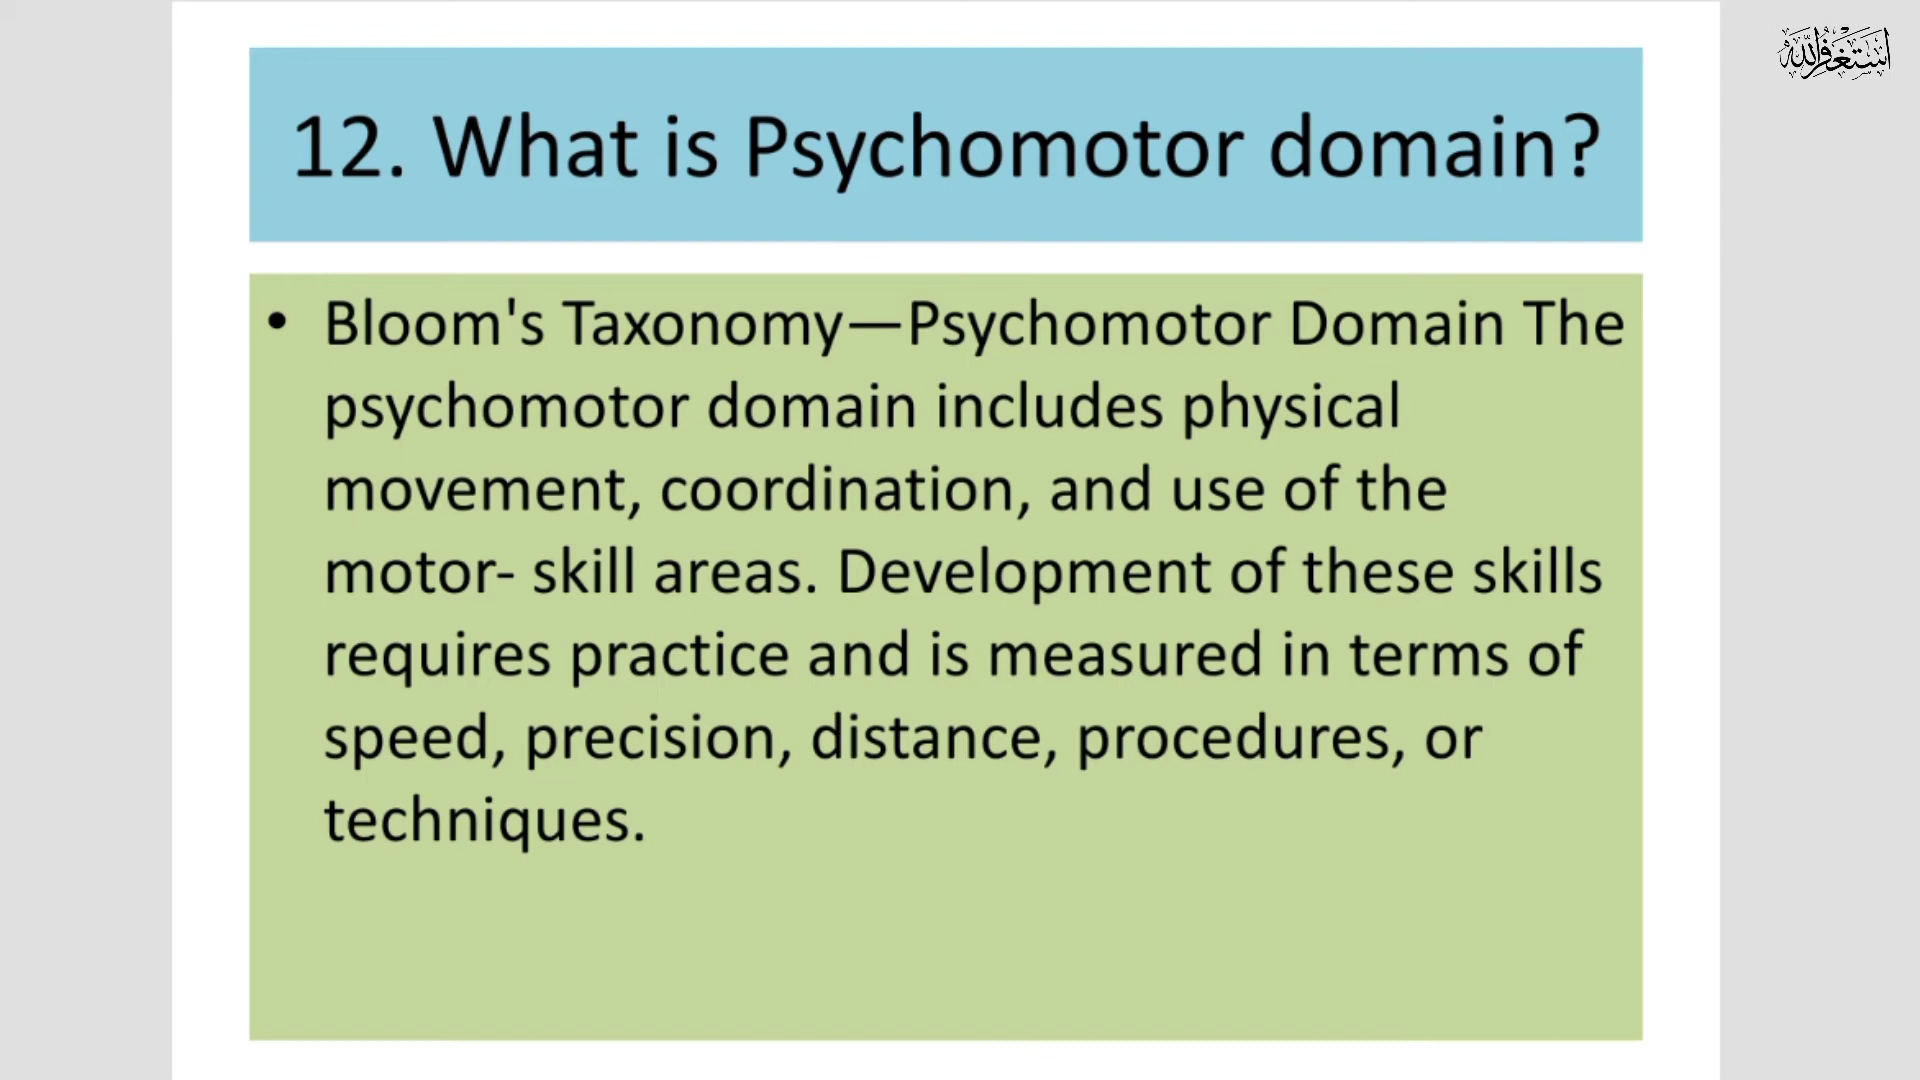 أستغفر الله
12. What is Psychomotor domain?
• Bloom's Taxonomy—Psychomotor Domain The
psychomotor domain includes physical
movement, coordination, and use of the
motor- skill areas. Development of these skills
requires practice and is measured in terms of
speed, precision, distance, procedures, or
techniques.